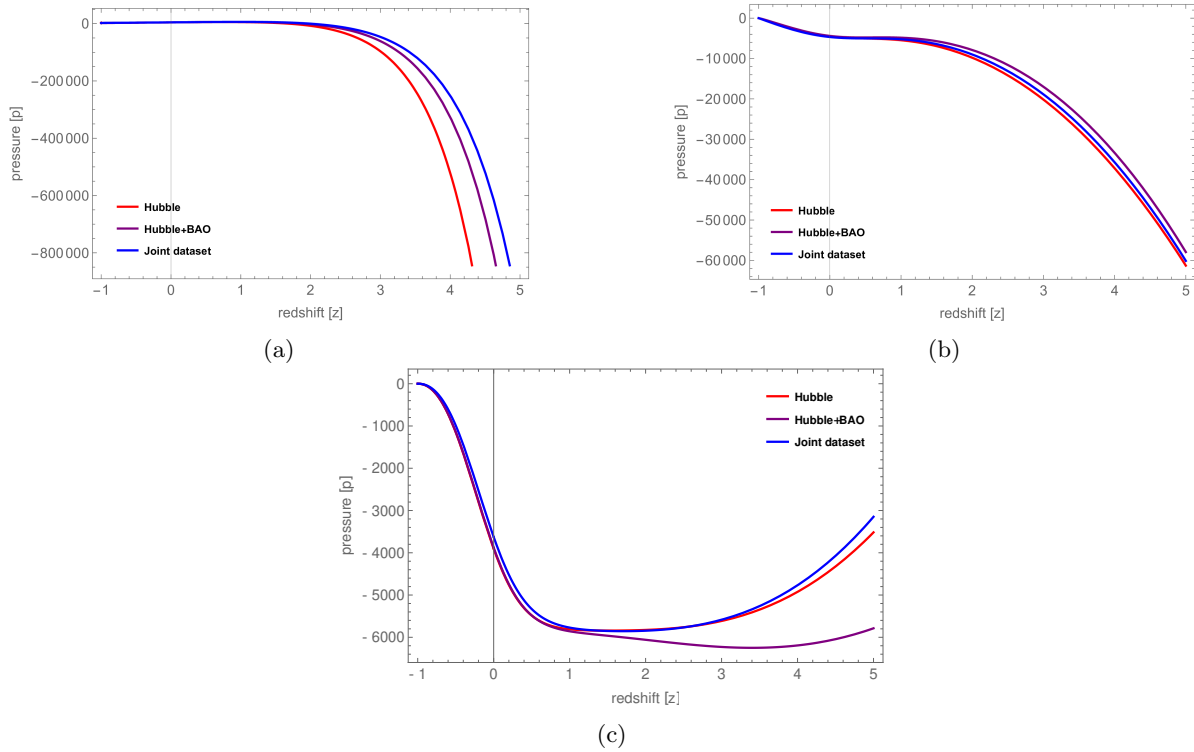 0
−200 000
−400 000
−600 000
−800 000
pressure [p]
Hubble
Hubble+BAO
Joint dataset
−1 0 1 2 3 4 5
redshift [z]
(a)
0
−10 000
−20 000
−30 000
−40 000
−50 000
−60 000
pressure [p]
Hubble
Hubble+BAO
Joint dataset
−1 0 1 2 3 4 5
redshift [z]
(b)
0
- 1000
- 2000
- 3000
- 4000
- 5000
- 6000
pressure [p]
Hubble
Hubble+BAO
Joint dataset
- 1 0 1 2 3 4 5
redshift [z]
(c)